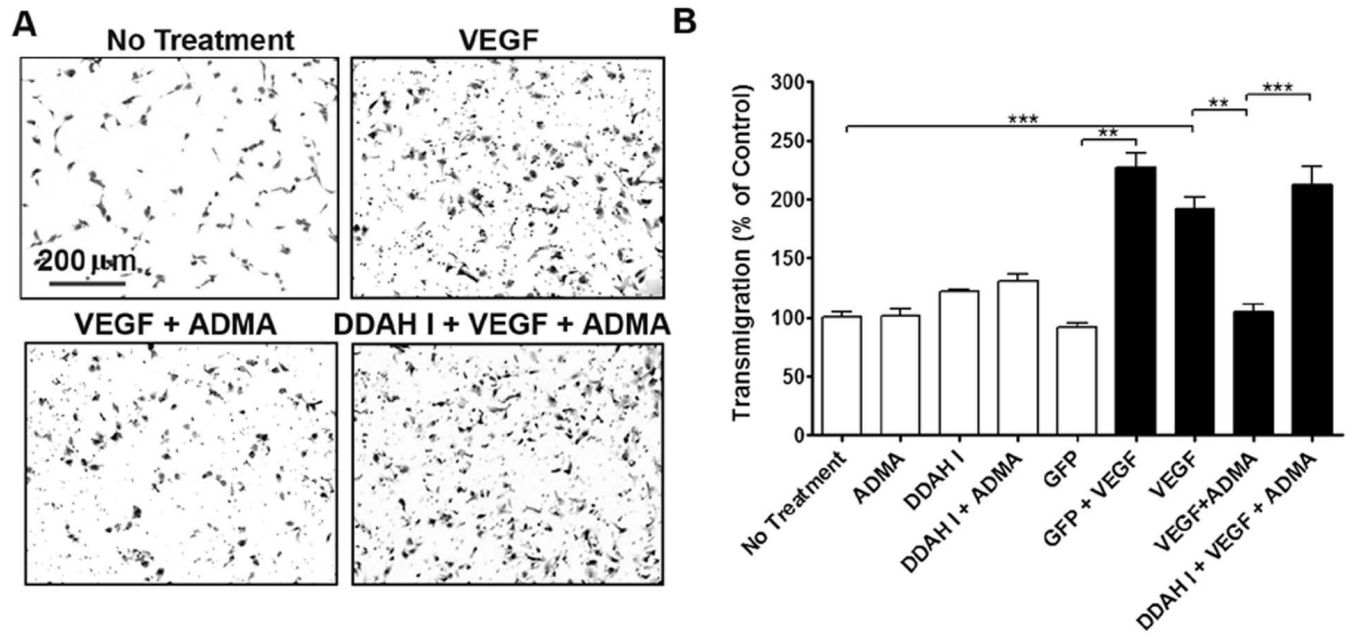 A
No Treatment
VEGF
200 µm
VEGF + ADMA
DDAH I + VEGF + ADMA
B
Transmigration (% of Control)
300
250
200
150
100
50
0
***
**
**
***
No Treatment
ADMA
DDAH I
DDAH I + ADMA
GFP
GFP + VEGF
VEGF
VEGF+ADMA
DDAH I + VEGF + ADMA